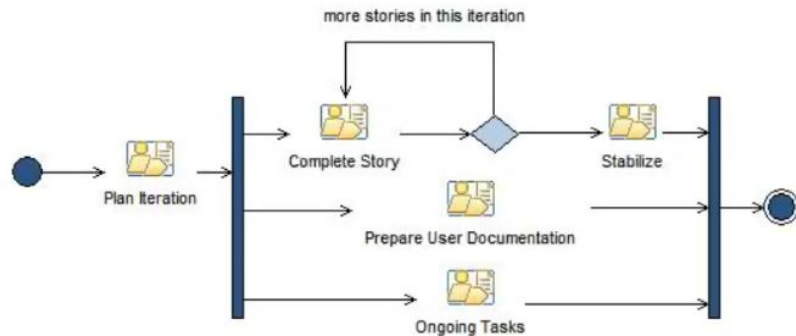 more stories in this iteration
Complete Story
Stabilize
Plan Iteration
Prepare User Documentation
Ongoing Tasks